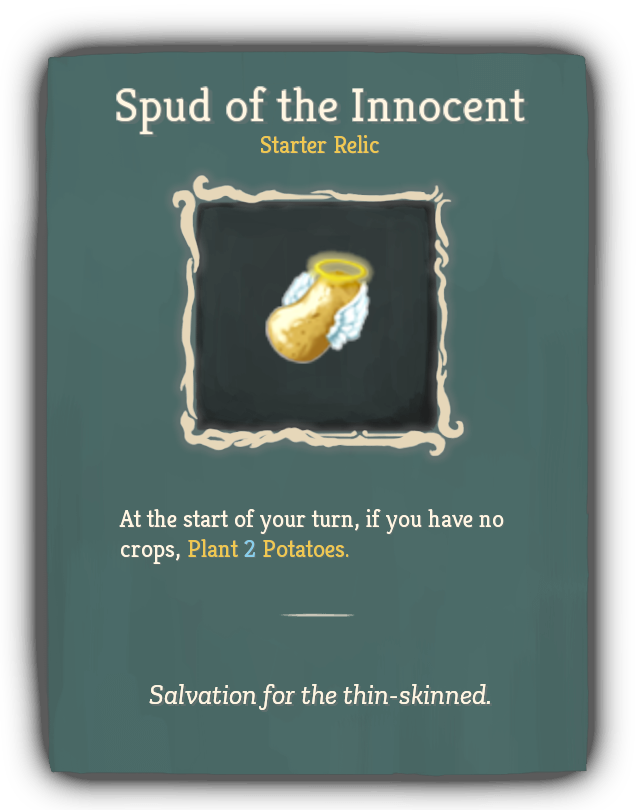 Spud of the Innocent
Starter Relic
At the start of your turn, if you have no
crops, Plant 2 Potatoes.
Salvation for the thin-skinned.